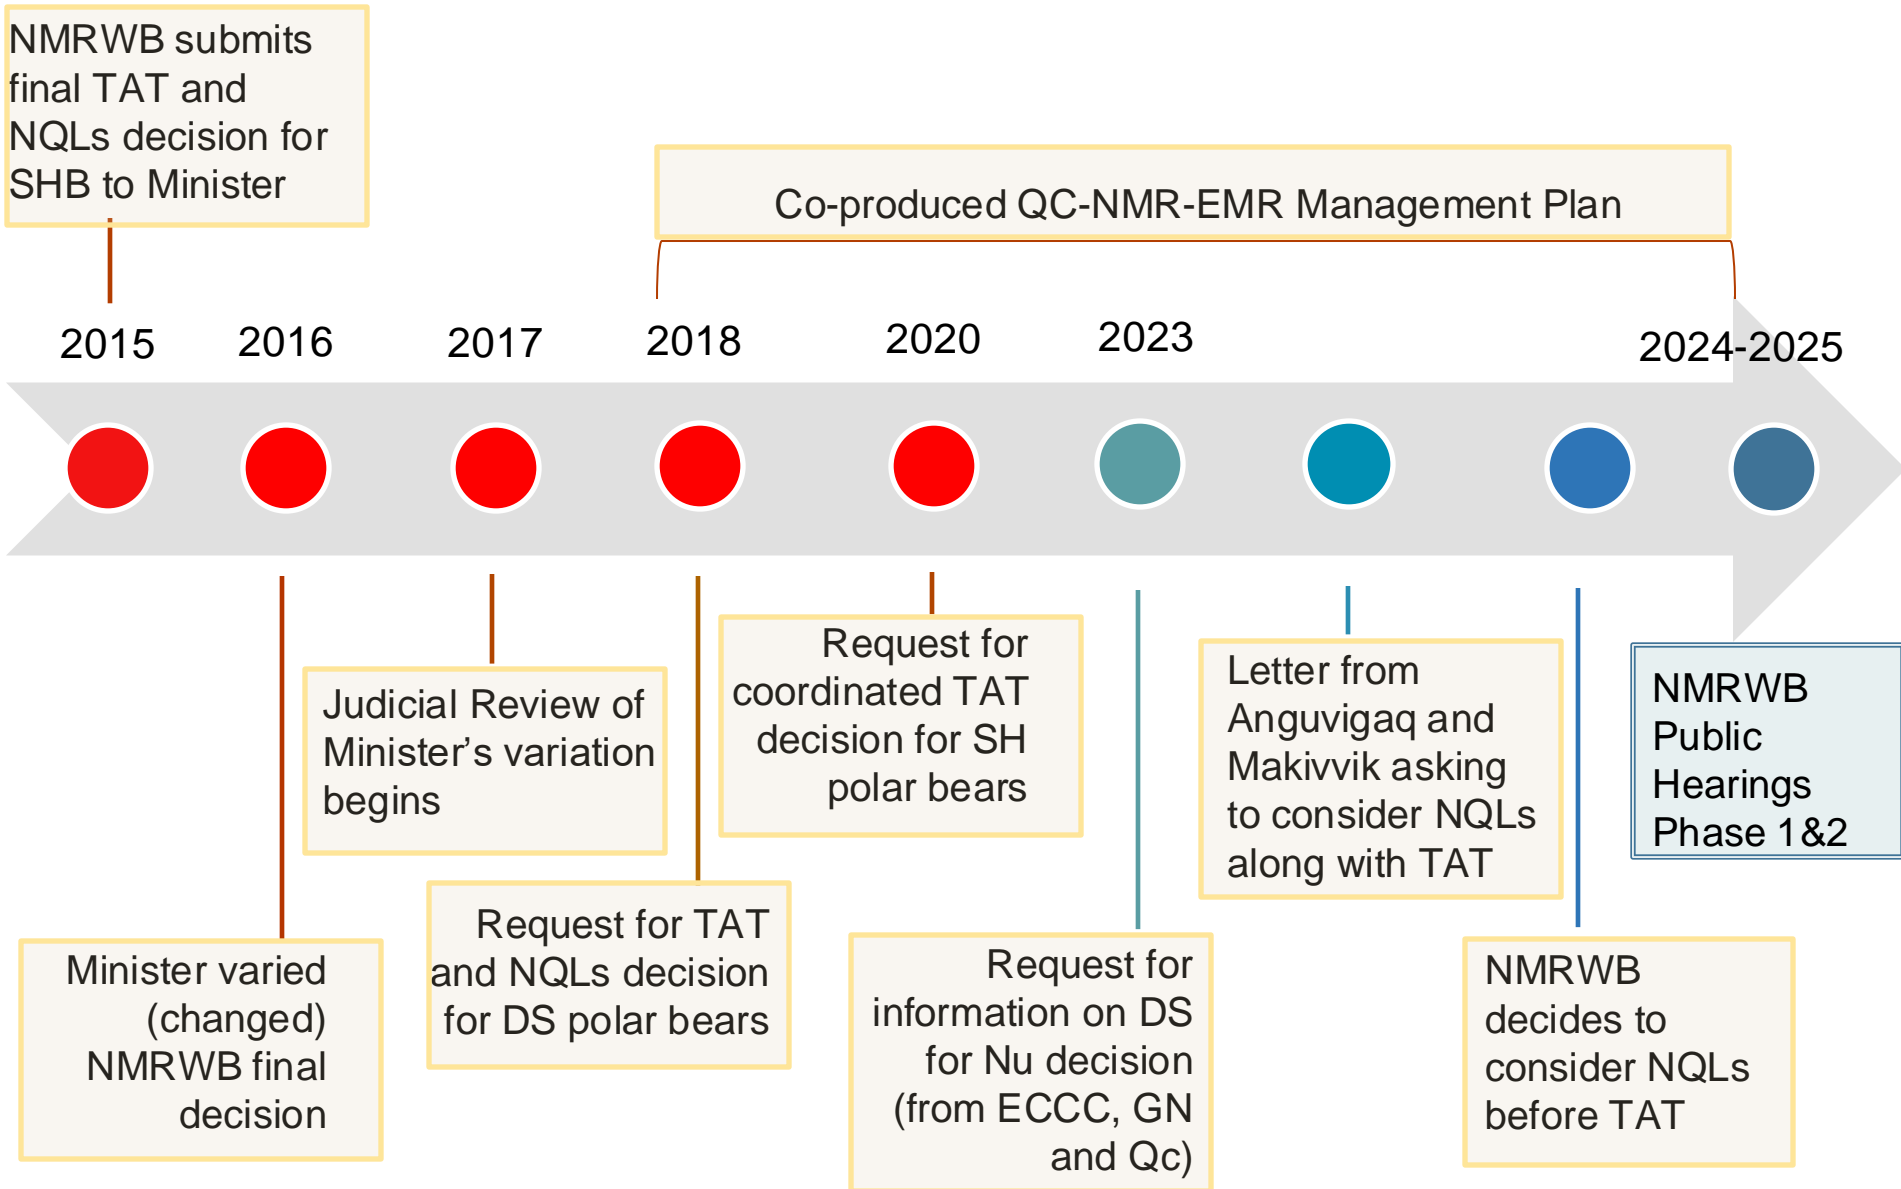 NMRWB submits
final TAT and
NQLs decision for
SHB to Minister
Co-produced QC-NMR-EMR Management Plan
2015
2016
2017
2018
2020
2023
2024-2025
Minister varied
(changed)
NMRWB final
decision
Judicial Review of
Minister’s variation
begins
Request for TAT
and NQLs decision
for DS polar bears
Request for
coordinated TAT
decision for SH
polar bears
Request for
information on DS
for Nu decision
(from ECCC, GN
and Qc)
Letter from
Anguvigaq and
Makivvik asking
to consider NQLs
along with TAT
NMRWB
decides to
consider NQLs
before TAT
NMRWB
Public
Hearings
Phase 1&2